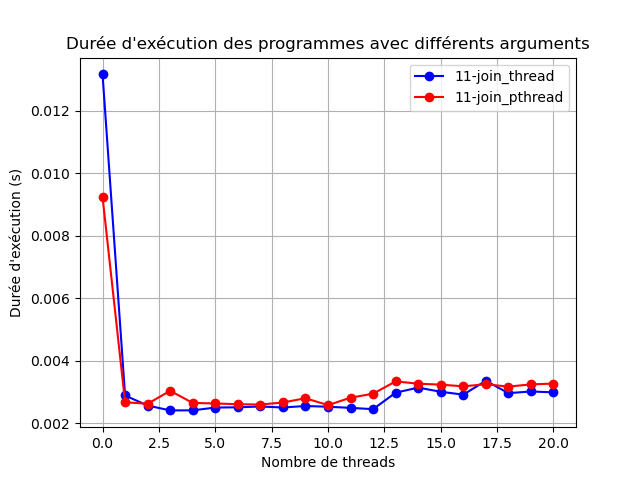 Durée d'exécution des programmes avec différents arguments
11-join_thread
11-join_pthread
Durée d'exécution (s)
0.012
0.010
0.008
0.006
0.004
0.002
0.0 2.5 5.0 7.5 10.0 12.5 15.0 17.5 20.0
Nombre de threads